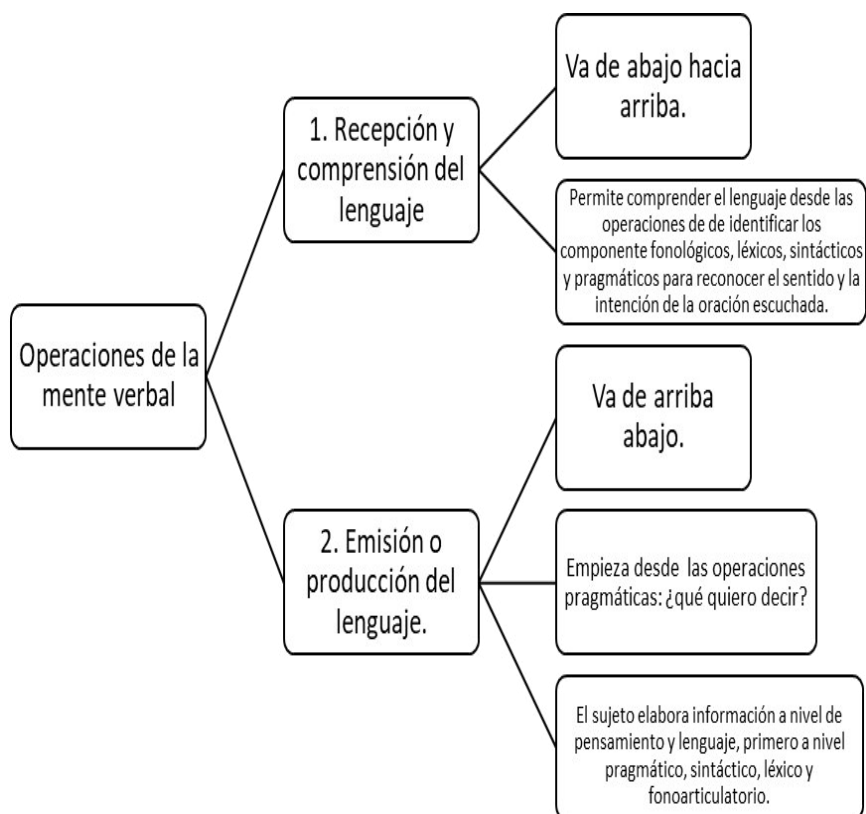 Operaciones de la
mente verbal
1. Recepción y
comprensión del
lenguaje
Va de abajo hacia
arriba.
Permite comprender el lenguaje desde las
operaciones de de identificar los
componente fonológicos, léxicos, sintácticos
y pragmáticos para reconocer el sentido y la
intención de la oración escuchada.
2. Emisión o
producción del
lenguaje.
Va de arriba
abajo.
Empieza desde las operaciones
pragmáticas: ¿qué quiero decir?
El sujeto elabora información a nivel de
pensamiento y lenguaje, primero a nivel
pragmático, sintáctico, léxico y
fonoarticulatorio.